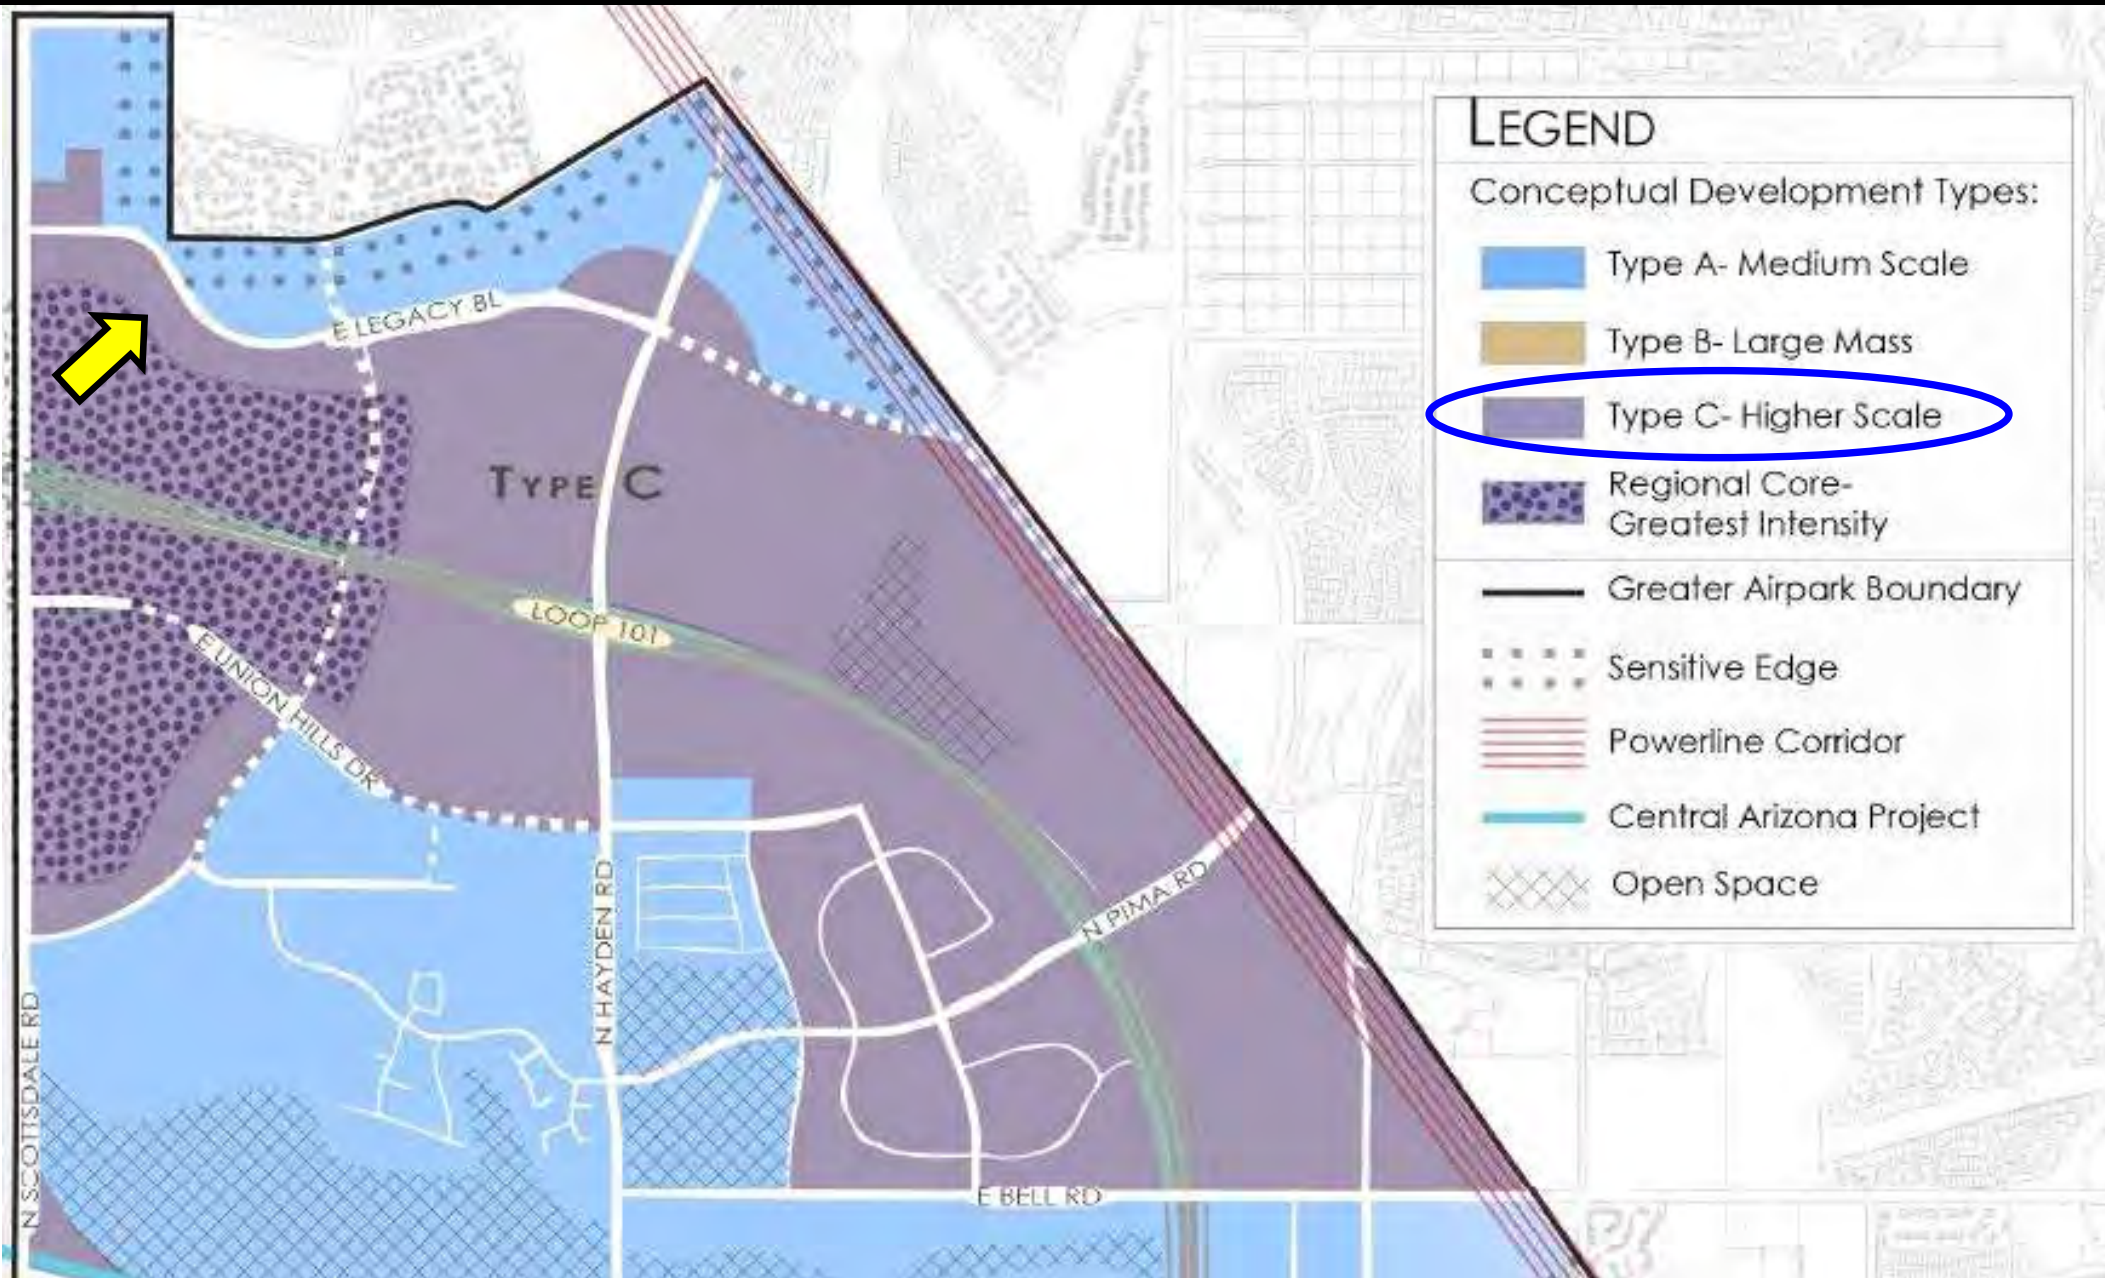 LEGEND
Conceptual Development Types:
Type A- Medium Scale
Type B- Large Mass
Type C- Higher Scale
Regional Core-
Greatest Intensity
Greater Airpark Boundary
Sensitive Edge
Powerline Corridor
Central Arizona Project
Open Space
E LEGACY BL
TYPE C
LOOP 101
E UNION HILLS DR
N HAYDEN RD
N PIMA RD
N SCOTTSDALE RD
E BELL RD